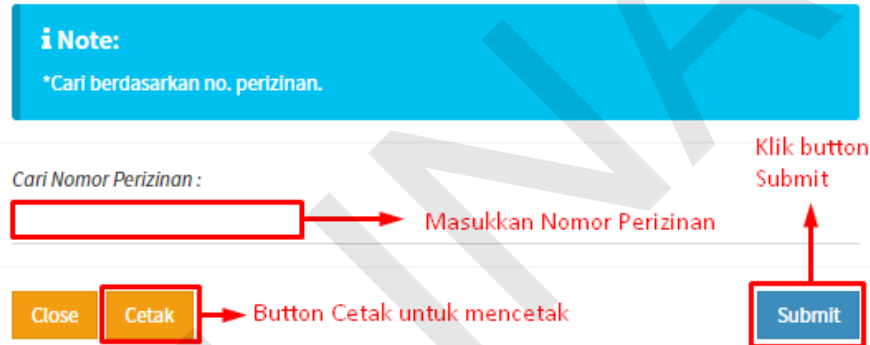 i Note:
*Cari berdasarkan no. perizinan.
Klik button
Submit
Cari Nomor Perizinan :
Masukkan Nomor Perizinan
Close
Cetak
Button Cetak untuk mencetak
Submit